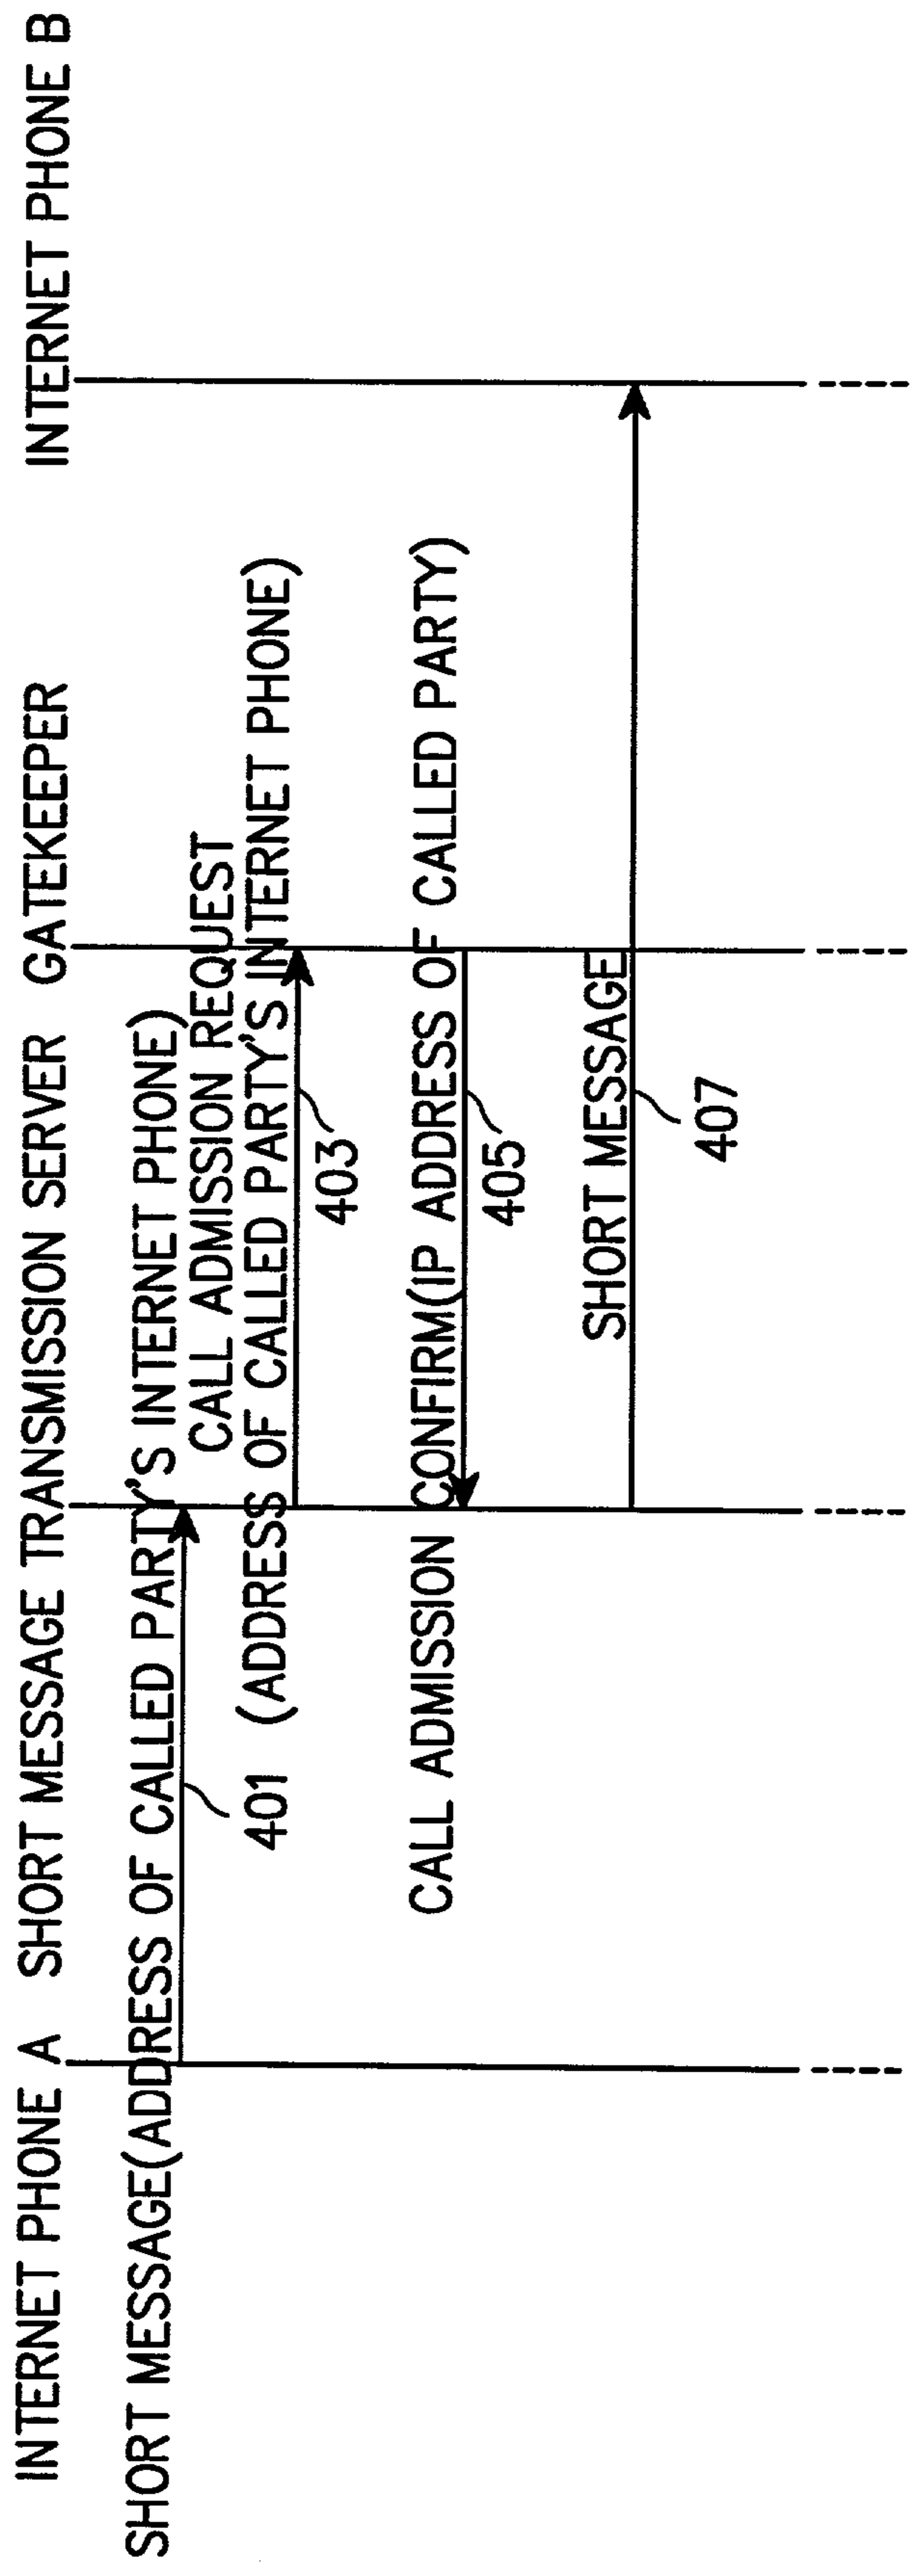 INTERNET PHONE A
SHORT MESSAGE TRANSMISSION SERVER
GATEKEEPER
INTERNET PHONE B
SHORT MESSAGE(ADDRESS OF CALLED PARTY'S INTERNET PHONE)
401
CALL ADMISSION REQUEST
(ADDRESS OF CALLED PARTY'S INTERNET PHONE)
403
CALL ADMISSION CONFIRM(IP ADDRESS OF CALLED PARTY)
405
SHORT MESSAGE
407